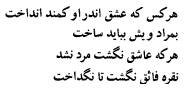 هرکس که عشق اندر او کمند انداخت
بمراد ویش بباید ساخت
هرکه عاشق نگشت مرد نشد
نقره فائق نگشت تا نگداخت